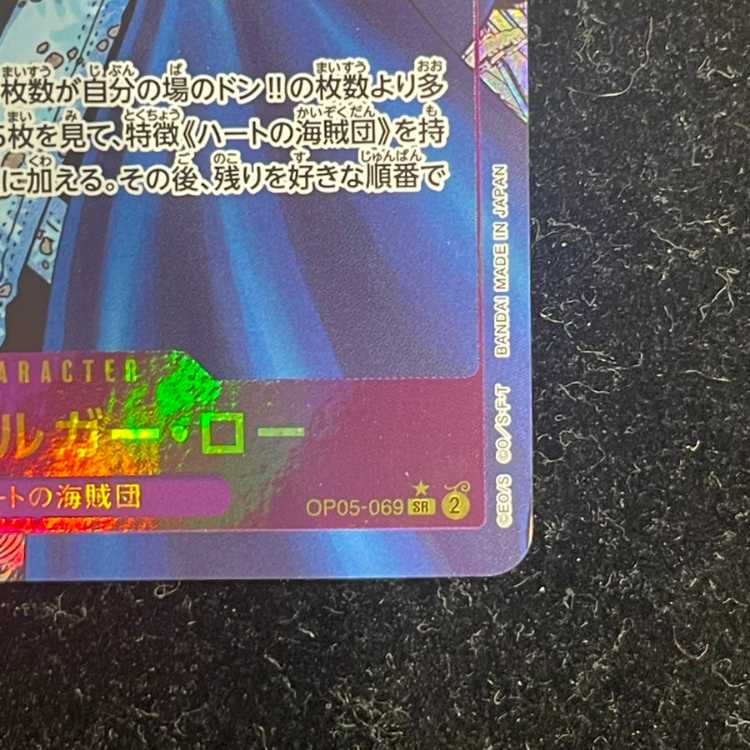 枚数が自分の場のドン!!の枚数より多
5枚を見て、特徴《ハートの海賊団》を持
に加える。その後、残りを好きな順番で
ARACTER
ルガー・ロー
ートの海賊団
OP05-069 SR ★ 2
©EO/S ©O/S・F・T BANDAI MADE IN JAPAN